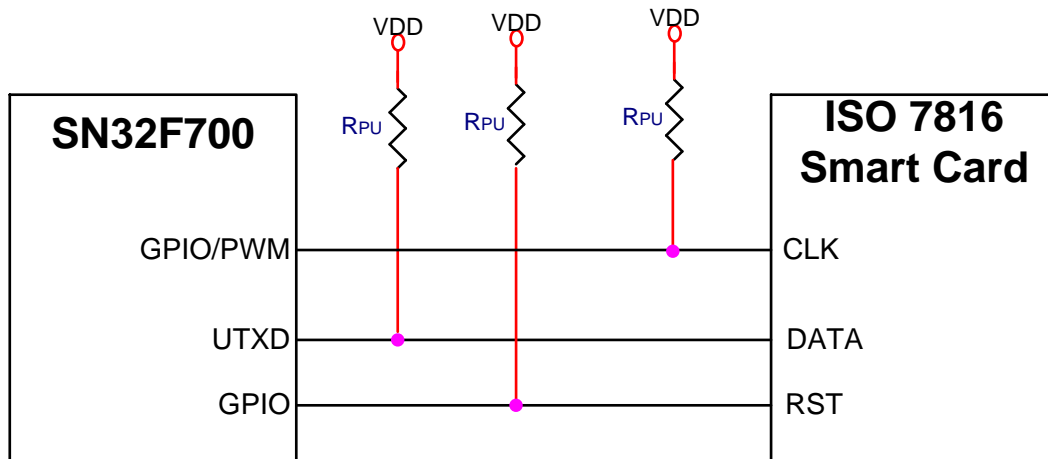 VDD
VDD
VDD
SN32F700
RPU
RPU
RPU
ISO 7816
Smart Card
GPIO/PWM
CLK
UTXD
DATA
GPIO
RST